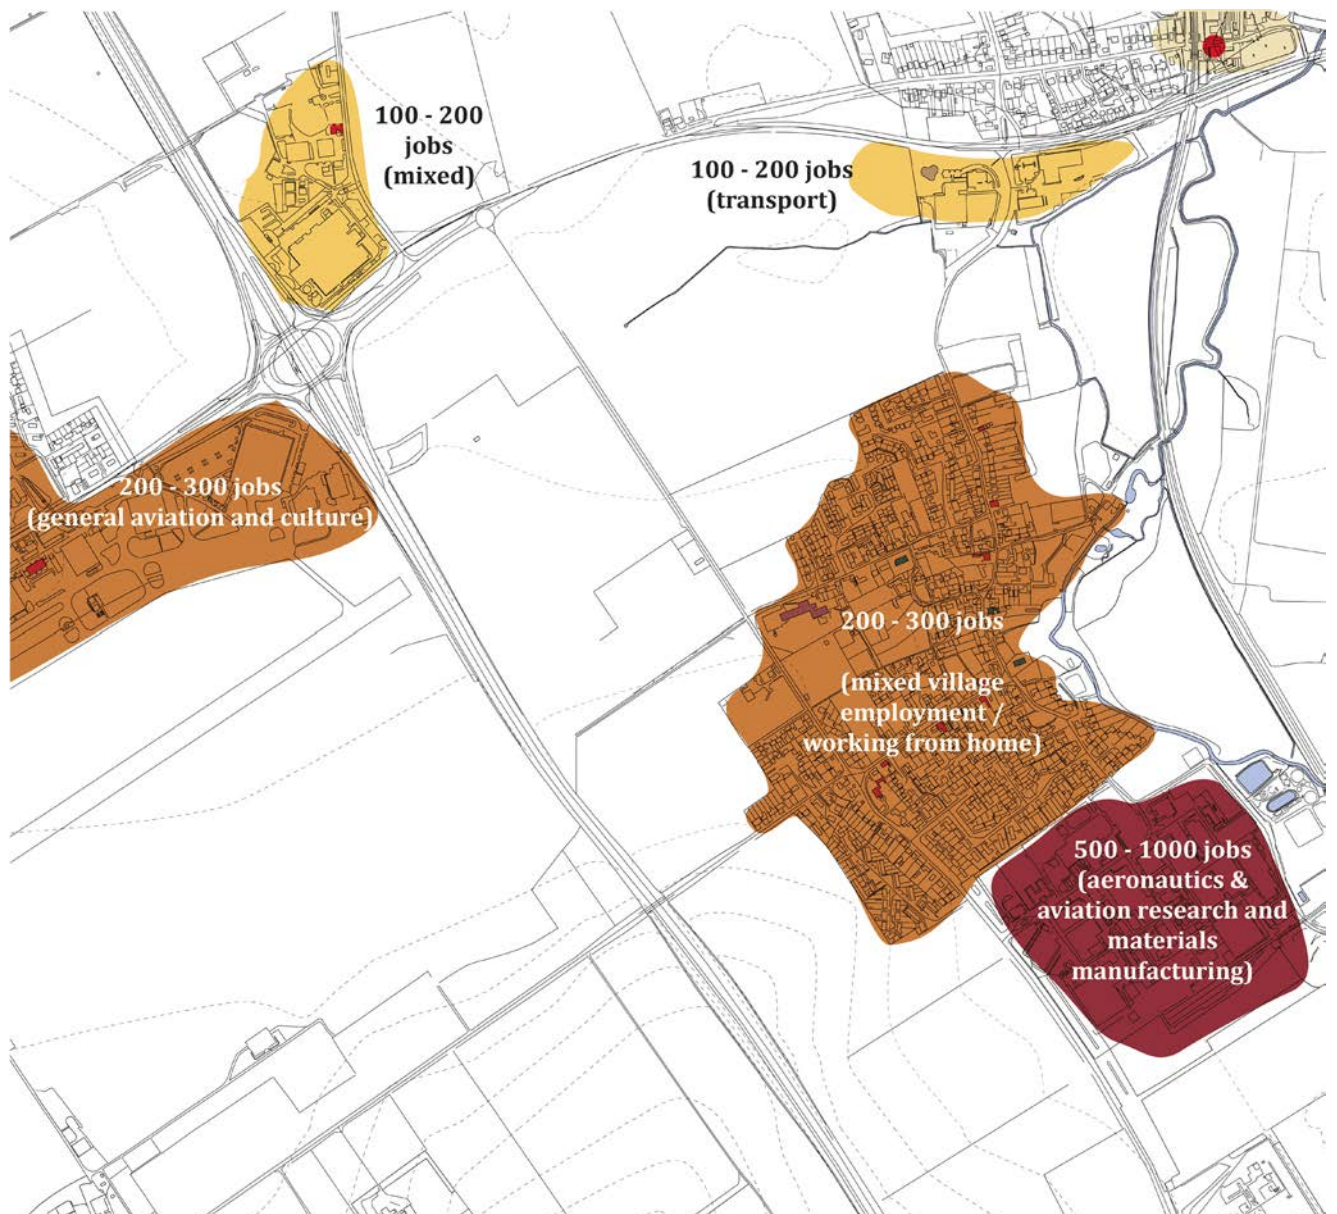 100 - 200
jobs
(mixed)
100 - 200 jobs
(transport)
200 - 300 jobs
(general aviation and culture)
200 - 300 jobs
(mixed village
employment /
working from home)
500 - 1000 jobs
(aeronautics &
aviation research and
materials
manufacturing)